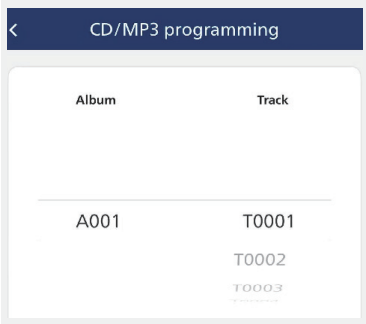 CD/MP3 programming
Album Track
A001 T0001
T0002
T0003